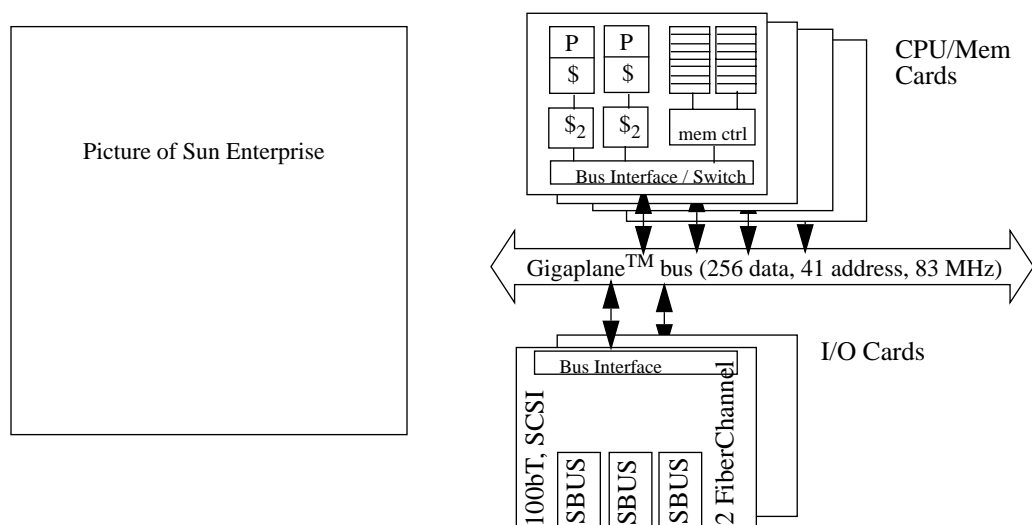 Picture of Sun Enterprise
P P
$ $
$2 $2
mem ctrl
Bus Interface / Switch
CPU/Mem
Cards
Gigaplane™ bus (256 data, 41 address, 83 MHz)
I/O Cards
Bus Interface
100bT, SCSI
SBUS
SBUS
SBUS
2 FiberChannel